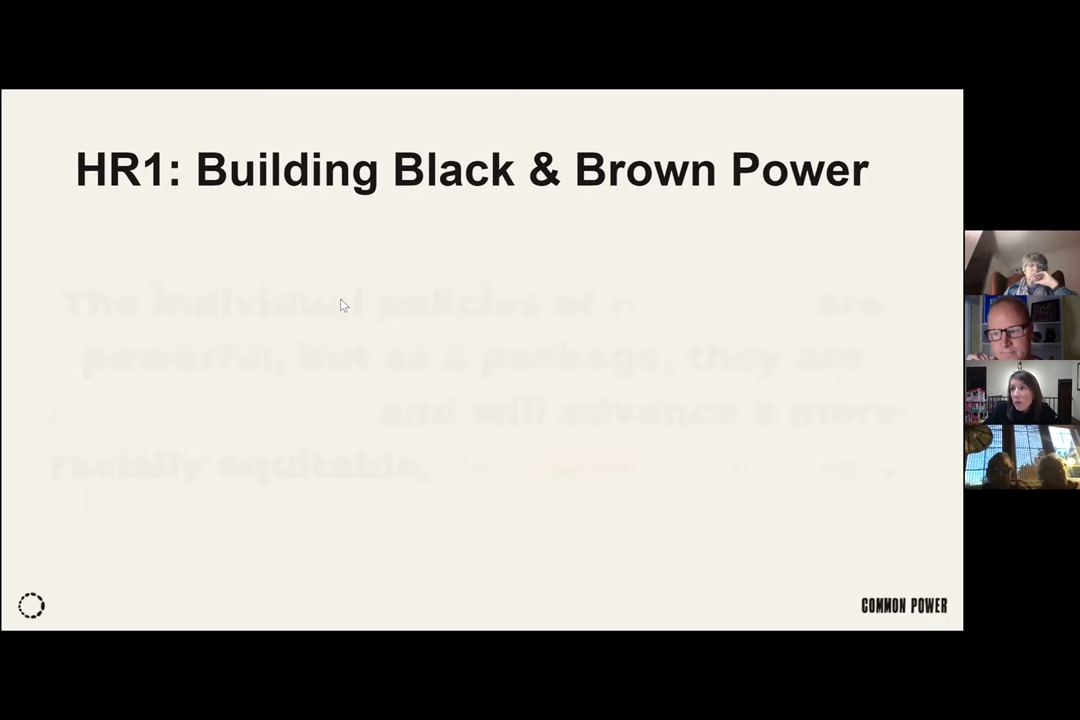 HR1: Building Black & Brown Power
The individual policies of are
powerful, but as a package, they are
and will advance a more
racially equitable,
COMMON POWER